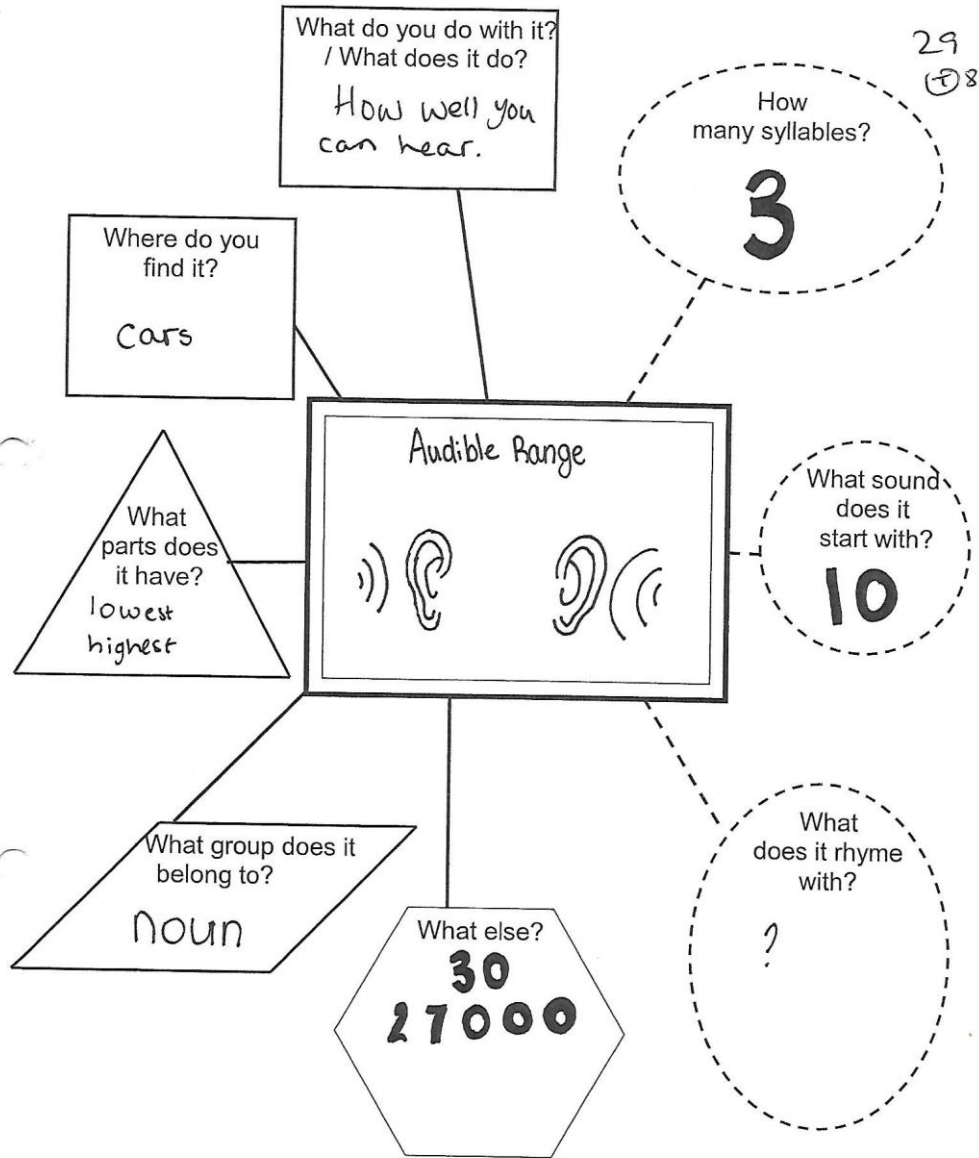 What do you do with it?
/ What does it do?
How well you
can hear.
29
T 8
How
many syllables?
3
Where do you
find it?
cars
Audible Range
What sound
does it
start with?
10
What
parts does
it have?
lowest
highest
What group does it
belong to?
noun
What else?
30
27000
What
does it rhyme
with?
?